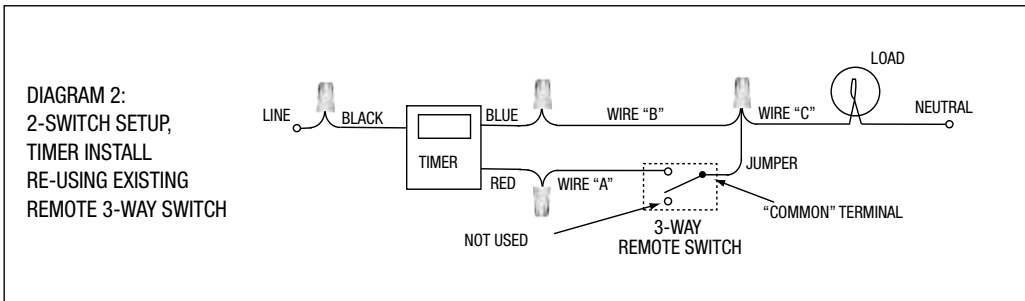 DIAGRAM 2:
2-SWITCH SETUP,
TIMER INSTALL
RE-USING EXISTING
REMOTE 3-WAY SWITCH
LINE
BLACK
TIMER
BLUE
RED
WIRE "B"
WIRE "A"
WIRE "C"
LOAD
NEUTRAL
JUMPER
"COMMON" TERMINAL
NOT USED
3-WAY
REMOTE SWITCH